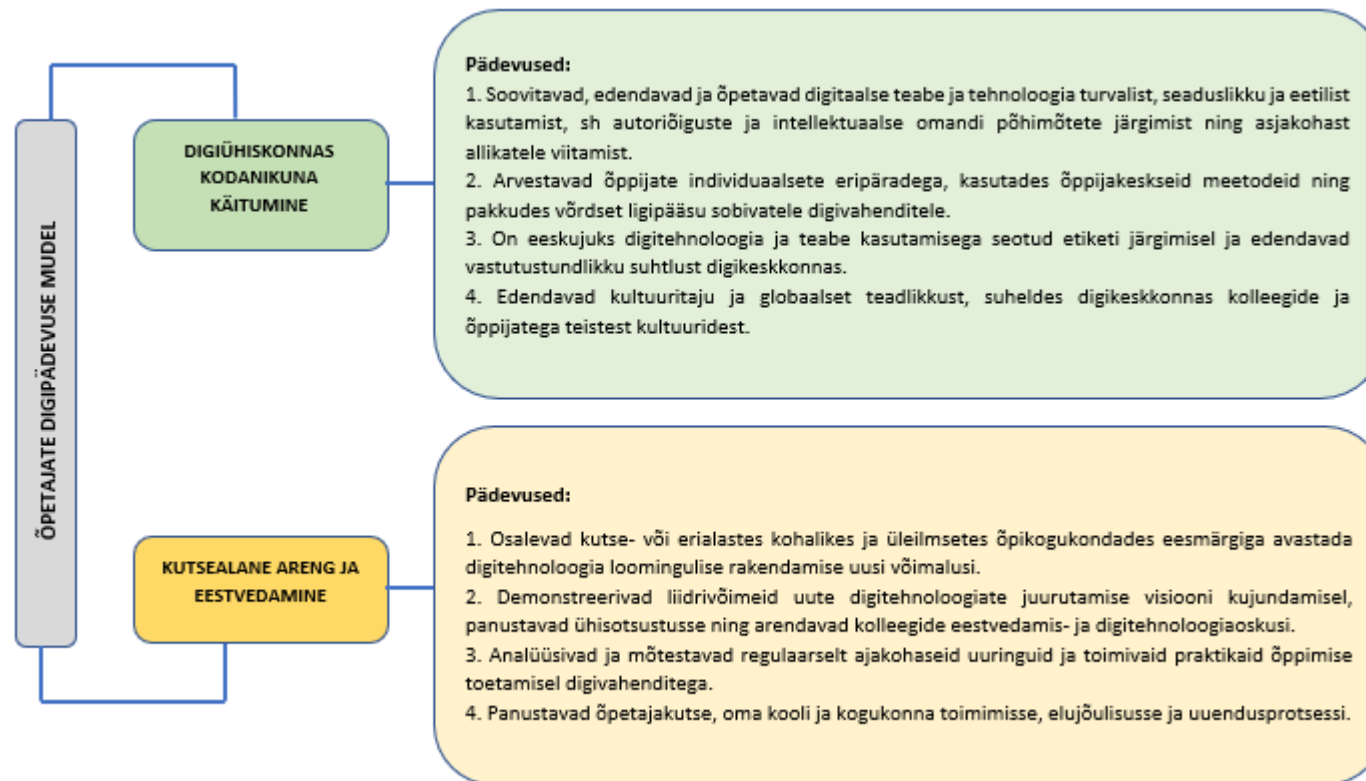 ÕPETAJATE DIGIPÄDEVUSE MUDEL
DIGIÜHISKONNAS
KODANIKUNA
KÄITUMINE
Pädevused:
1. Soovitavad, edendavad ja õpetavad digitaalse teabe ja tehnoloogia turvalist, seaduslikku ja eetilist
kasutamist, sh autoriõiguste ja intellektuaalse omandi põhimõtete järgimist ning asjakohast
allikatele viitamist.
2. Arvestavad õppijate individuaalsete eripäradega, kasutades õppijakeskseid meetodeid ning
pakkudes võrdset ligipääsu sobivatele digivahenditele.
3. On eeskujuks digitehnoloogia ja teabe kasutamisega seotud etiketi järgimisel ja edendavad
vastutustundlikku suhtlust digikeskkonnas.
4. Edendavad kultuuritaju ja globaalset teadlikkust, suheldes digikeskkonnas kolleegide ja
õppijatega teistest kultuuridest.
KUTSEALANE ARENG JA
EESTVEDAMINE
Pädevused:
1. Osalevad kutse- või erialastes kohalikes ja üleilmsetes õpikogukondades eesmärgiga avastada
digitehnoloogia loomingulise rakendamise uusi võimalusi.
2. Demonstreerivad liidrivõimeid uute digitehnoloogiate juurutamise visiooni kujundamisel,
panustavad ühisotsustusse ning arendavad kolleegide eestvedamis- ja digitehnoloogiaoskusi.
3. Analüüsivad ja mõtestavad regulaarselt ajakohaseid uuringuid ja toimivaid praktikaid õppimise
toetamisel digivahenditega.
4. Panustavad õpetajakutse, oma kooli ja kogukonna toimimisse, elujõulisusse ja uuendusprotsessi.